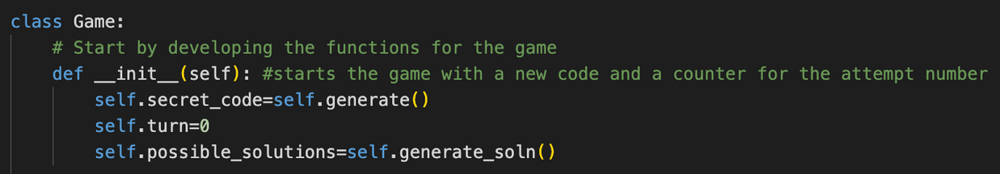 class Game:
    # Start by developing the functions for the game
    def __init__(self): #starts the game with a new code and a counter for the attempt number
        self.secret_code=self.generate()
        self.turn=0
        self.possible_solutions=self.generate_soln()